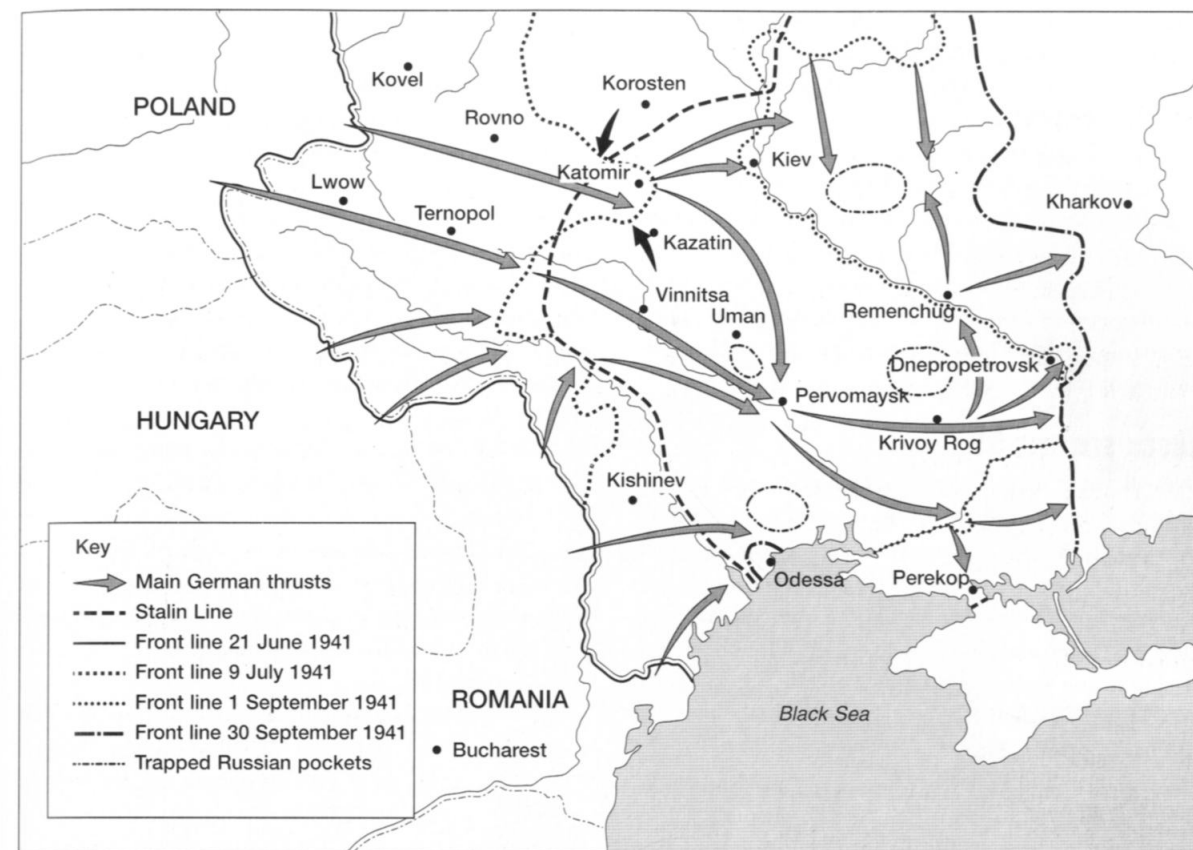 Kovel
Korosten
POLAND
Rovno
Katomir
Kiev
Lwow
Kharkov
Ternopol
Kazatin
Vinnitsa
Uman
Remenchug
Dnepropetrovsk
Pervomaysk
HUNGARY
Krivoy Rog
Kishinev
Odessa
Perekop
Key
Main German thrusts
Stalin Line
Front line 21 June 1941
Front line 9 July 1941
Front line 1 September 1941
Front line 30 September 1941
Trapped Russian pockets
ROMANIA
Black Sea
Bucharest